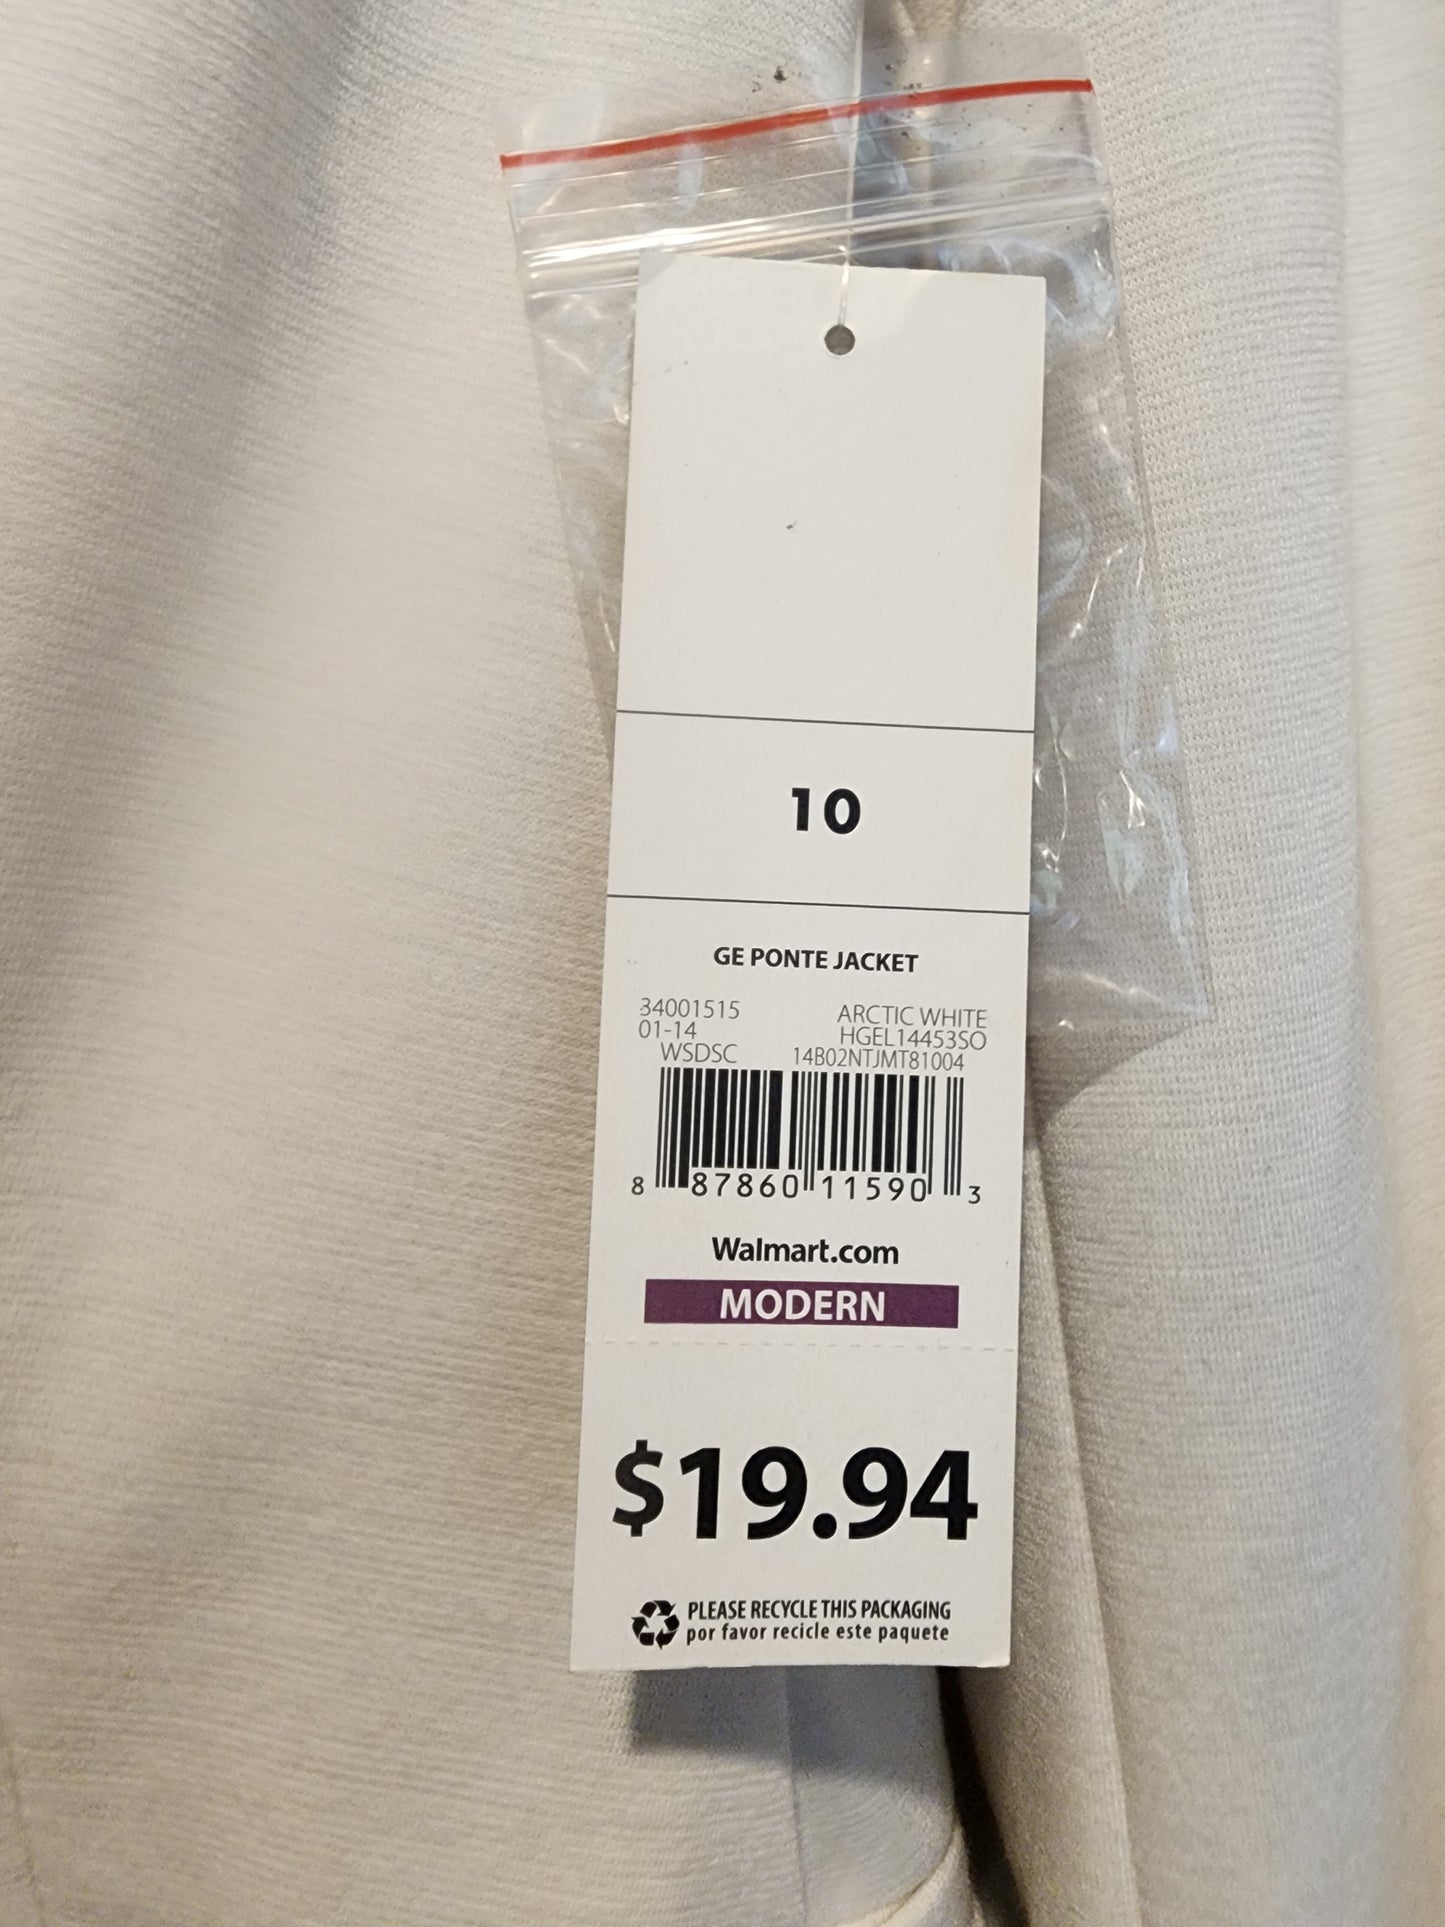 10
GE PONTE JACKET
34001515 ARCTIC WHITE
01-14 HGEL14453SO
WSDSC 14B02NTJMT81004
8 87860 11590 3
Walmart.com
MODERN
$19.94
PLEASE RECYCLE THIS PACKAGING
por favor recicle este paquete